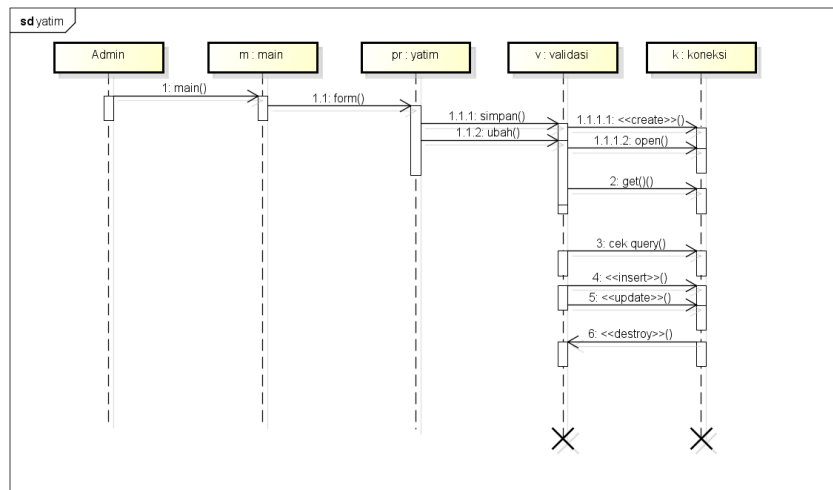 sd yatim
Admin
m : main
pr : yatim
v : validasi
k : koneksi
1: main()
1.1: form()
1.1.1: simpan()
1.1.1.1: <<create>>()
1.1.2: ubah()
1.1.1.2: open()
2: get()()
3: cek query()
4: <<insert>>()
5: <<update>>()
6: <<destroy>>()